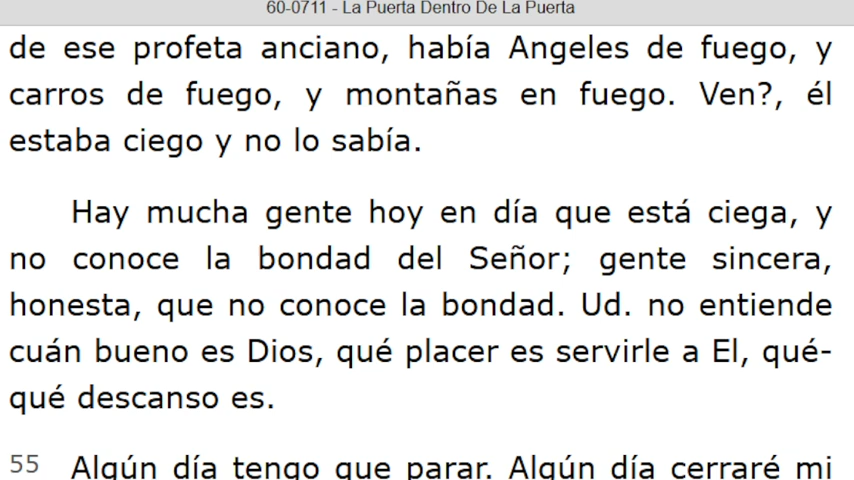 60-0711 - La Puerta Dentro De La Puerta
de ese profeta anciano, había Angeles de fuego, y
carros de fuego, y montañas en fuego. Ven?, él
estaba ciego y no lo sabía.
Hay mucha gente hoy en día que está ciega, y
no conoce la bondad del Señor; gente sincera,
honesta, que no conoce la bondad. Ud. no entiende
cuán bueno es Dios, qué placer es servirle a El, qué-
qué descanso es.
55 Algún día tengo que parar. Algún día cerraré mi